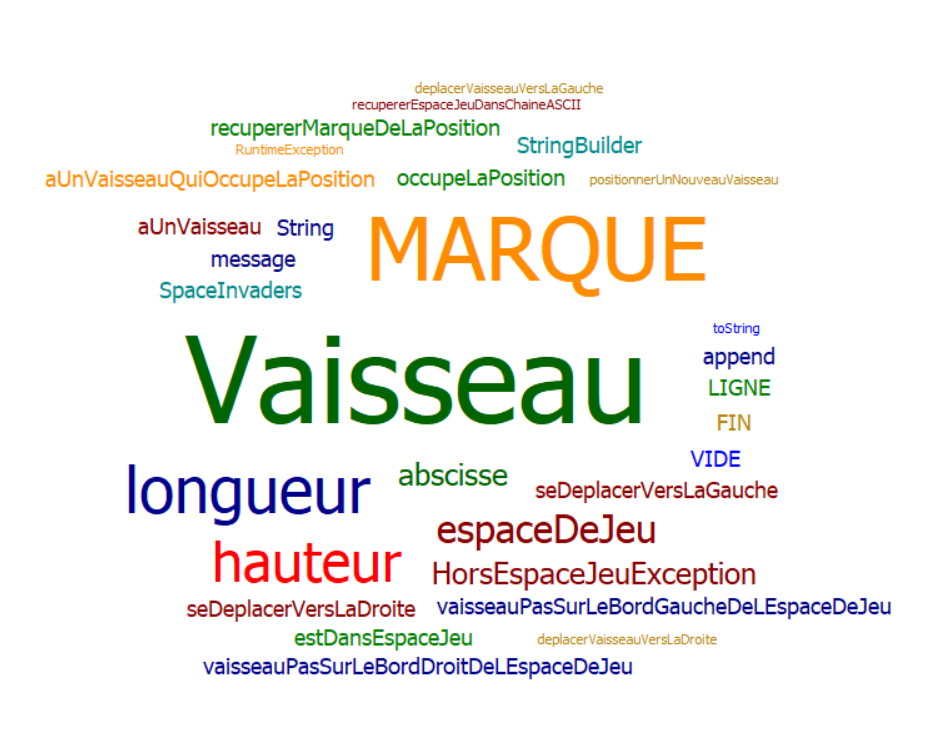 deplacerVaisseauVersLaGauche
recupererEspaceJeuDansChaineASCII
recupererMarqueDeLaPosition
StringBuilder
RuntimeException
aUnVaisseauQuiOccupeLaPosition occupeLaPosition positionnerUnNouveauVaisseau
aUnVaisseau String
MARQUE
message
SpaceInvaders
toString
Vaisseau
append
LIGNE
FIN
VIDE
longueur abscisse
seDeplacerVersLaGauche
espaceDeJeu
hauteur HorsEspaceJeuException
seDeplacerVersLaDroite vaisseauPasSurLeBordGaucheDeLEspaceDeJeu
estDansEspaceJeu deplacerVaisseauVersLaDroite
vaisseauPasSurLeBordDroitDeLEspaceDeJeu